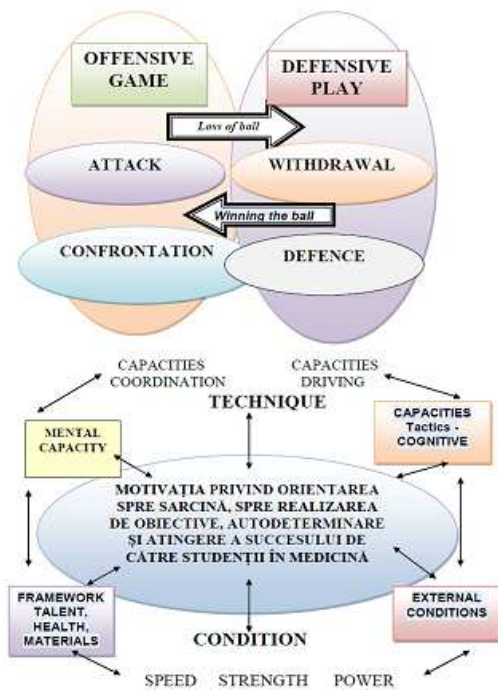 OFFENSIVE
GAME
DEFENSIVE
PLAY
Loss of ball
ATTACK
WITHDRAWAL
Winning the ball
CONFRONTATION
DEFENCE
CAPACITIES
COORDINATION
CAPACITIES
DRIVING
TECHNIQUE
MENTAL
CAPACITY
CAPACITIES
Tactics -
COGNITIVE
MOTIVAȚIA PRIVIND ORIENTAREA
SPRE SARCINĂ, SPRE REALIZAREA
DE OBIECTIVE, AUTODETERMINARE
ȘI ATINGERE A SUCCESULUI DE
CĂTRE STUDENȚII ÎN MEDICINĂ
FRAMEWORK
TALENT,
HEALTH,
MATERIALS
EXTERNAL
CONDITIONS
CONDITION
SPEED STRENGTH POWER